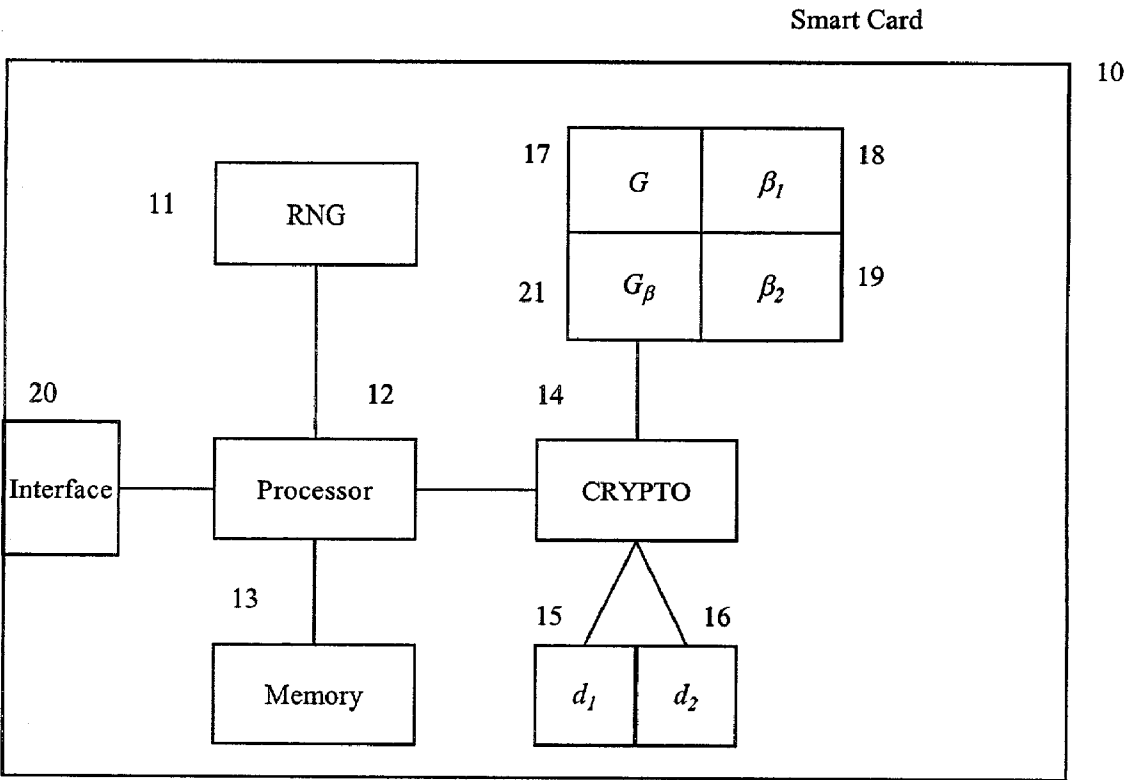 Smart Card
10
17
G
β1
18
11
RNG
21
Gβ
β2
19
20
12
14
Interface
Processor
CRYPTO
13
15
16
Memory
d1
d2